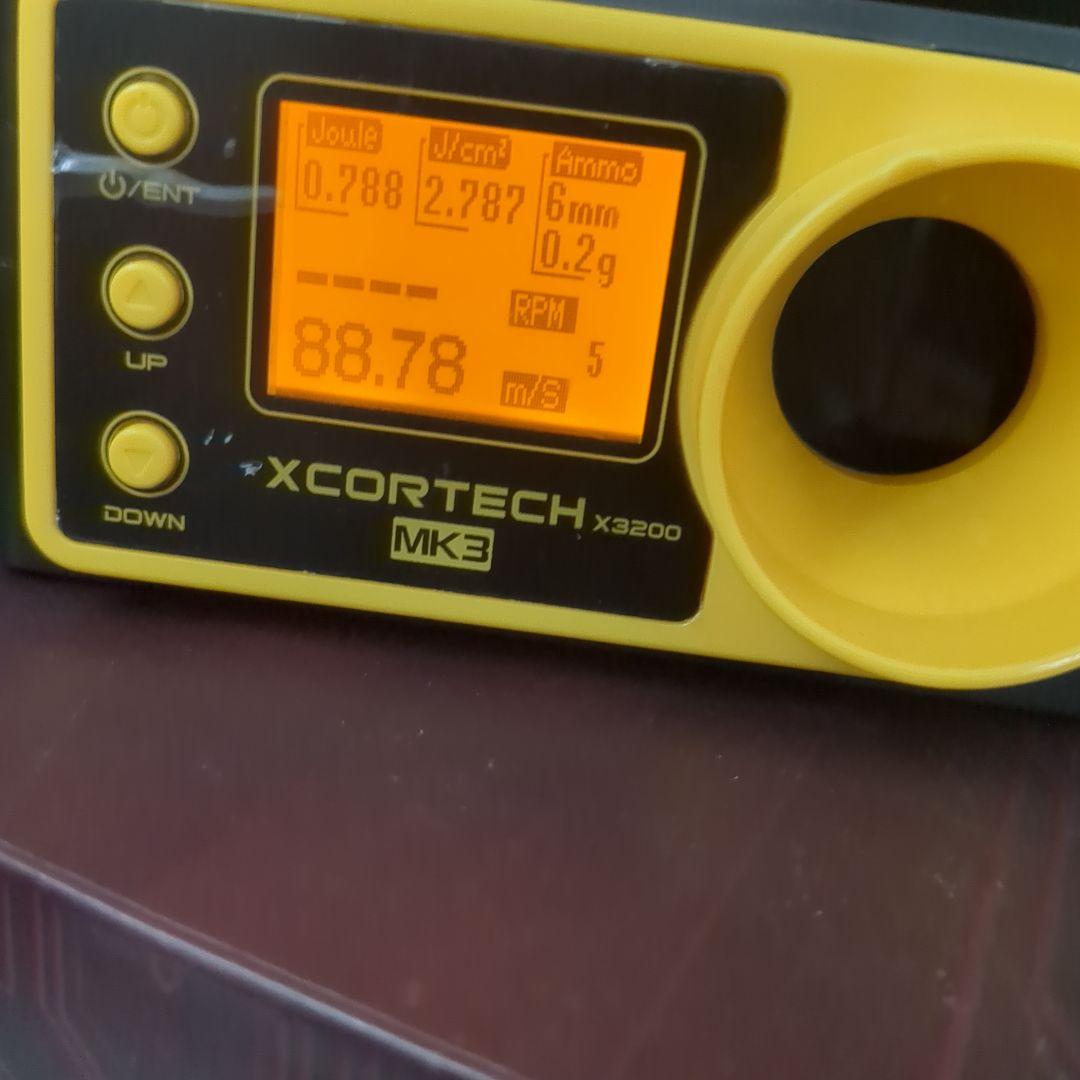 Joule J/cm² Ammo
0.788 2.787 6mm
0.2g
---- RPM
88.78 m/S 5
/ENT
UP
DOWN
XCORTECH X3200
MK3